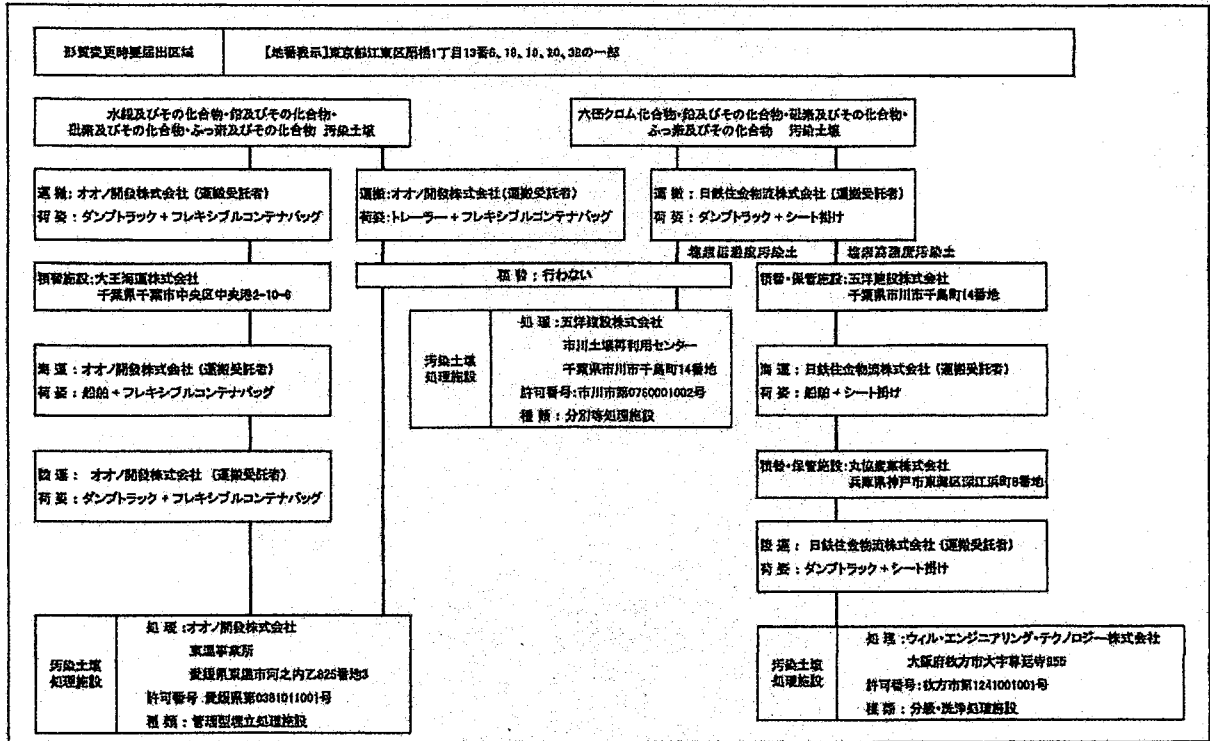 形質変更時要届出区域
【地番表示】東京都江東区 橋1丁目13番6、18、19、20、 の一部
水銀及びその化合物・鉛及びその化合物・
砒素及びその化合物・ふっ素及びその化合物 汚染土壌
六価クロム化合物・鉛及びその化合物・砒素及びその化合物・
ふっ素及びその化合物 汚染土壌
運搬:オオノ開發株式会社(運搬受託者)
荷姿:ダンプトラック+フレキシブルコンテナバッグ
運搬:オオノ開發株式会社(運搬受託者)
荷姿:トレーラー+フレキシブルコンテナバッグ
運搬:日鉄住金物流株式会社(運搬受託者)
荷姿:ダンプトラック+シート掛け
塩素低濃度汚染土
塩素高濃度汚染土
積替施設:大王海運株式会社
千葉県千葉市中央区中央港2-10-6
積替:行わない
積替・保管施設:五洋建設株式会社
千葉県市川市千鳥町14番地
汚染土壌
処理施設
処理:五洋建設株式会社
市川土壌再利用センター
千葉県市川市千鳥町14番地
許可番号:市川市第0760001002号
種類:分別等処理施設
海運:オオノ開發株式会社(運搬受託者)
荷姿:船舶+フレキシブルコンテナバッグ
海運:日鉄住金物流株式会社(運搬受託者)
荷姿:船舶+シート掛け
陸運: オオノ開發株式会社 (運搬受託者)
荷姿:ダンプトラック+フレキシブルコンテナバッグ
積替・保管施設:丸協産業株式会社
兵庫県神戸市東灘区深江浜町8番地
陸運: 日鉄住金物流株式会社(運搬受託者)
荷姿:ダンプトラック+シート掛け
汚染土壌
処理施設
処理:オオノ開發株式会社
東温事業所
愛媛県東温市河之内乙825番地3
許可番号 愛媛県第0381011001号
種類:管理型埋立処理施設
汚染土壌
処理施設
処理:ウィル・エンジニアリング・テクノロジー株式会社
大阪府枚方市大字尊延寺855
許可番号:枚方市第1241001001号
種類:分級・洗浄処理施設